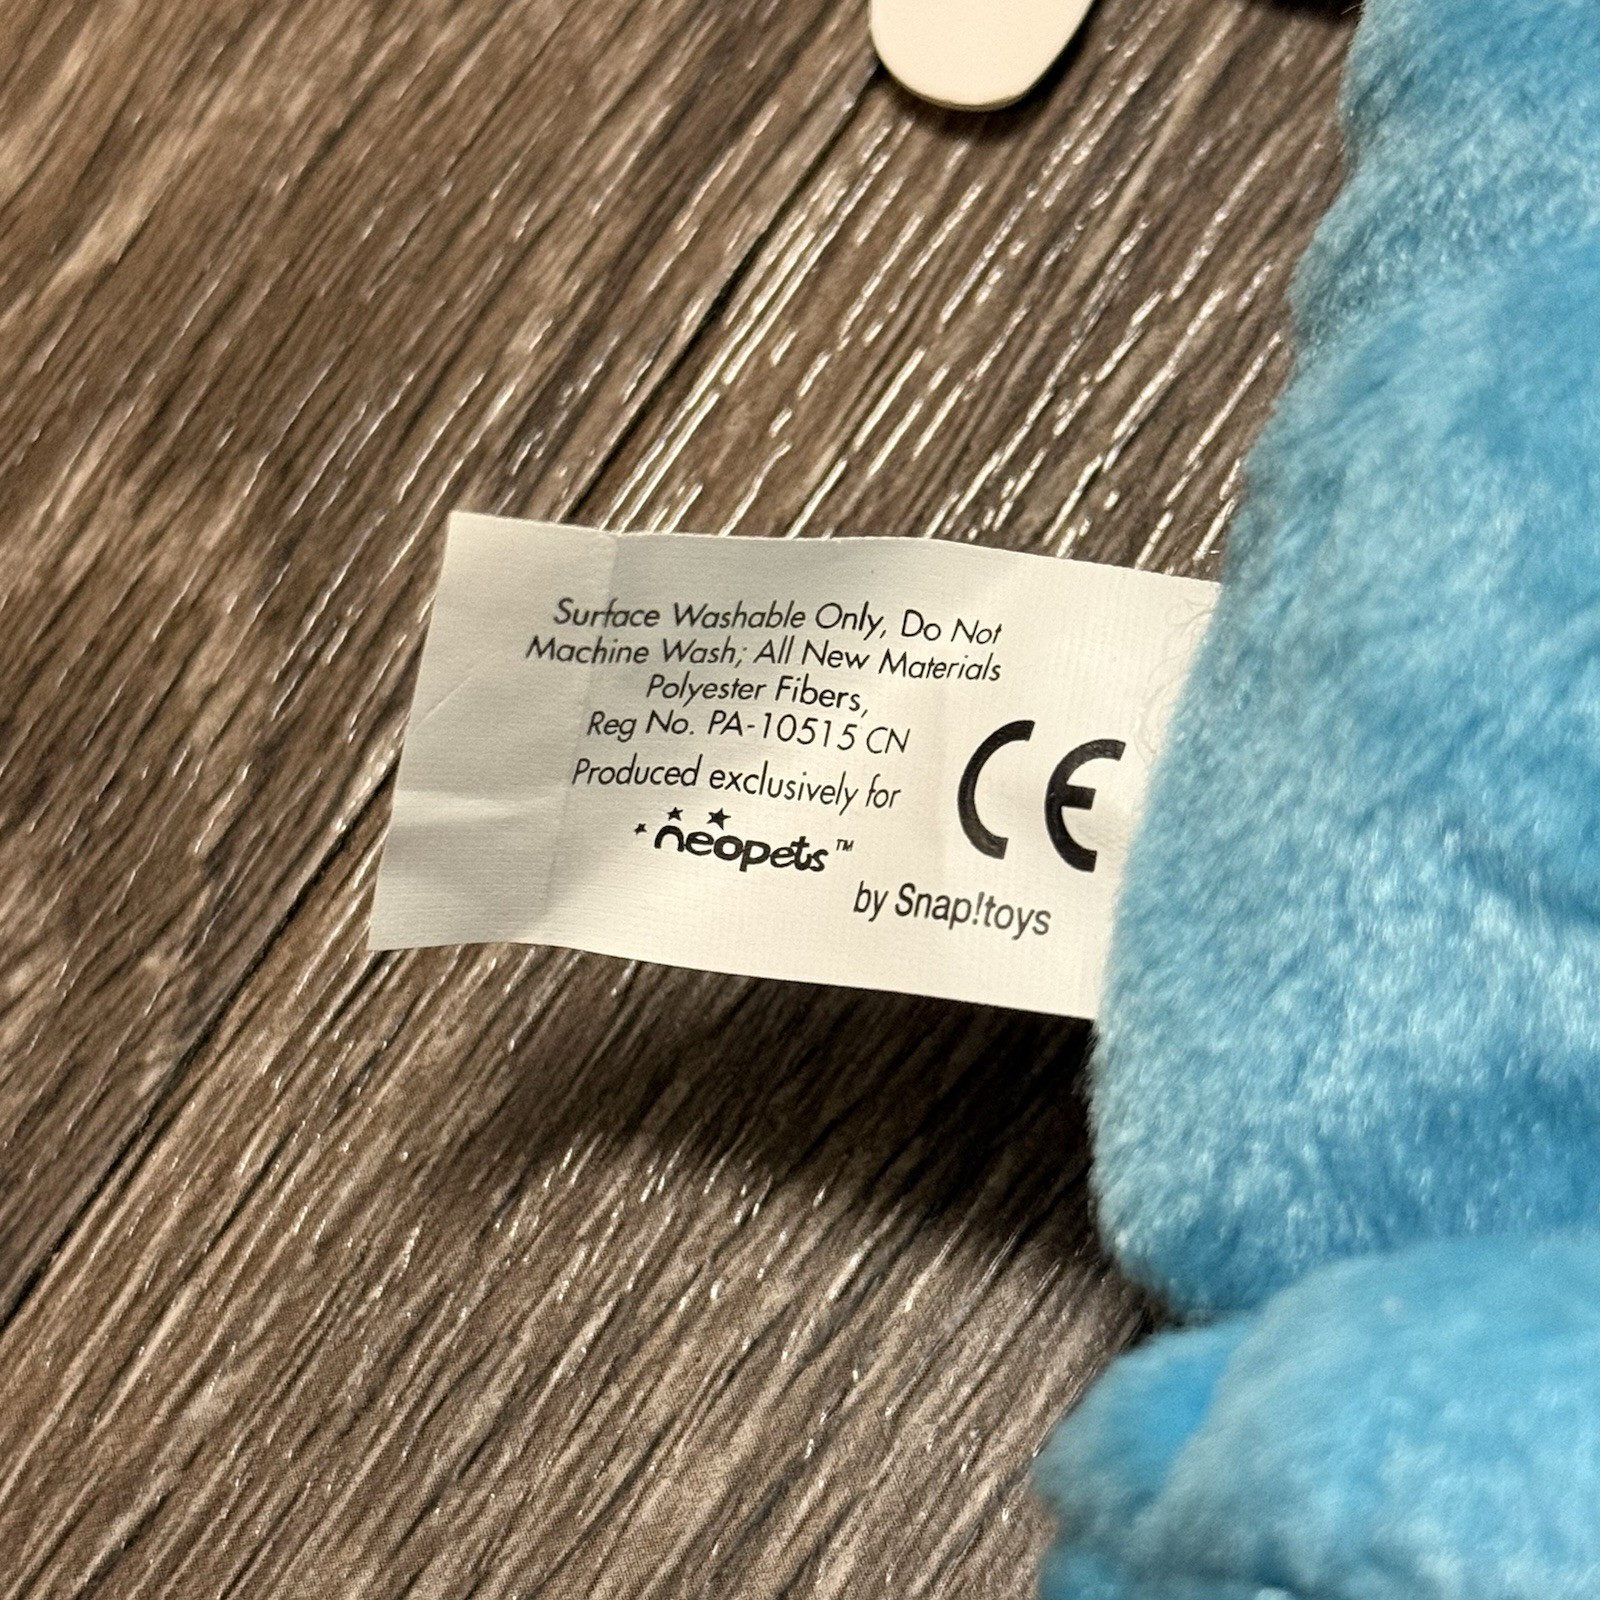 Surface Washable Only, Do Not
Machine Wash; All New Materials
Polyester Fibers,
Reg No. PA-10515 CN
Produced exclusively for
neopets™
by Snap!toys
CE